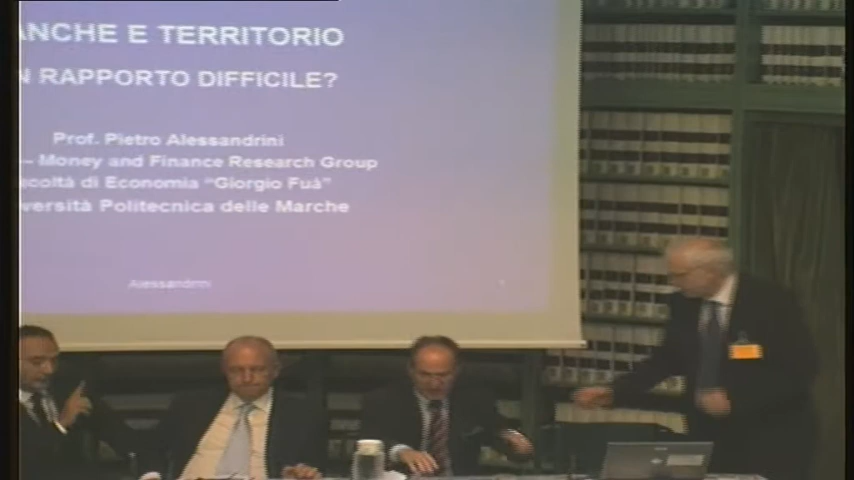 ANCHE E TERRITORIO
N RAPPORTO DIFFICILE?
Prof. Pietro Alessandrini
– Money and Finance Research Group
coltà di Economia "Giorgio Fuà"
versità Politecnica delle Marche
Alessandrini